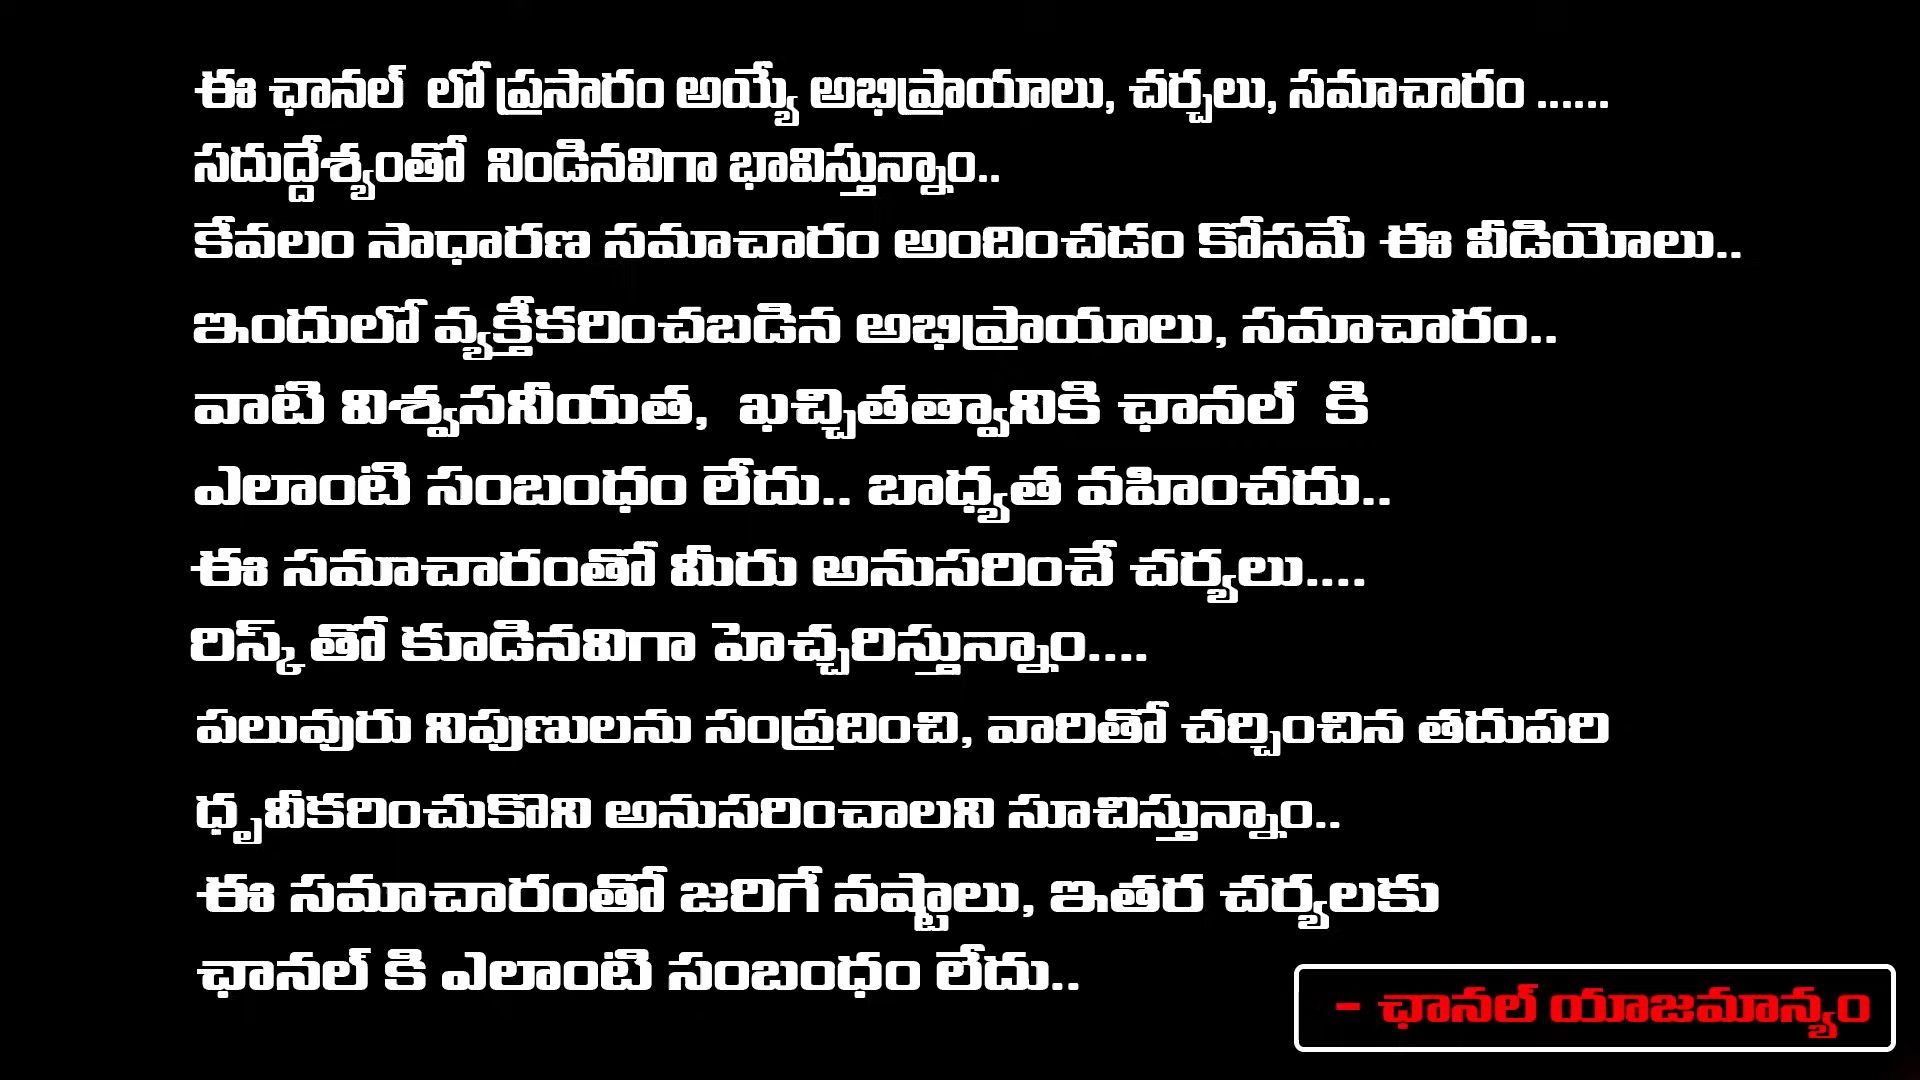 ఈ ఛానల్ లో ప్రసారం అయ్యే అభిప్రాయాలు, చర్చలు, సమాచారం ......
సదుద్దేశ్యంతో నిండినవిగా భావిస్తున్నాం..
కేవలం సాధారణ సమాచారం అందించడం కోసమే ఈ వీడియోలు..
ఇందులో వ్యక్తీకరించబడిన అభిప్రాయాలు, సమాచారం..
వాటి విశ్వసనీయత, ఖచ్చితత్వానికి ఛానల్ కి
ఎలాంటి సంబంధం లేదు.. బాధ్యత వహించదు..
ఈ సమాచారంతో మీరు అనుసరించే చర్యలు....
రిస్క్ తో కూడినవిగా హెచ్చరిస్తున్నాం....
పలువురు నిపుణులను సంప్రదించి, వారితో చర్చించిన తదుపరి
ధృవీకరించుకొని అనుసరించాలని సూచిస్తున్నాం..
ఈ సమాచారంతో జరిగే నష్టాలు, ఇతర చర్యలకు
ఛానల్ కి ఎలాంటి సంబంధం లేదు..
- ఛానల్ యాజమాన్యం